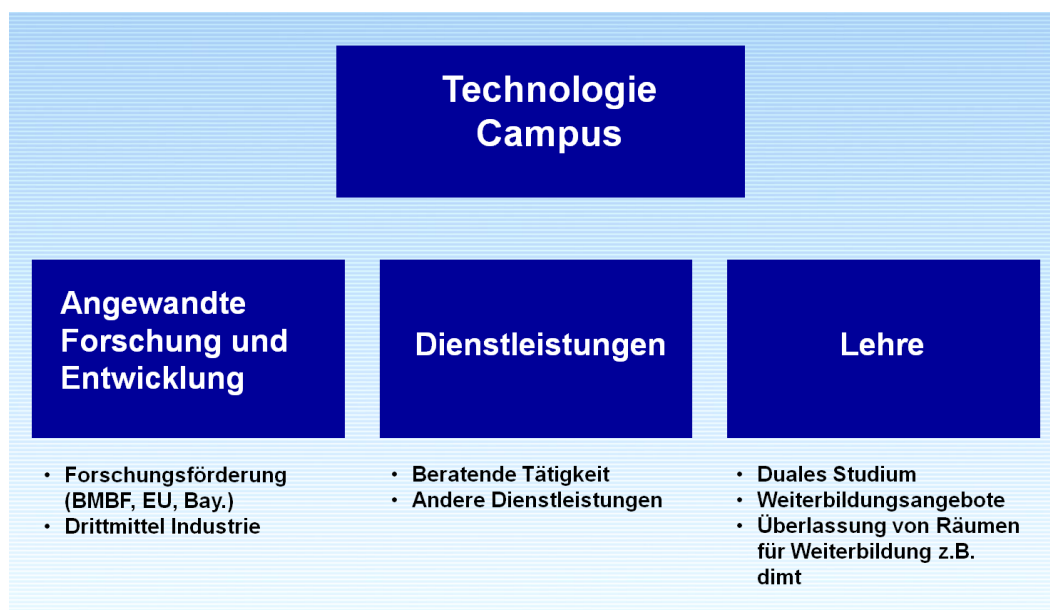 Technologie
Campus
Angewandte
Forschung und
Entwicklung
Dienstleistungen
Lehre
• Forschungsförderung
(BMBF, EU, Bay.)
• Drittmittel Industrie
• Beratende Tätigkeit
• Andere Dienstleistungen
• Duales Studium
• Weiterbildungsangebote
• Überlassung von Räumen
für Weiterbildung z.B.
dimt